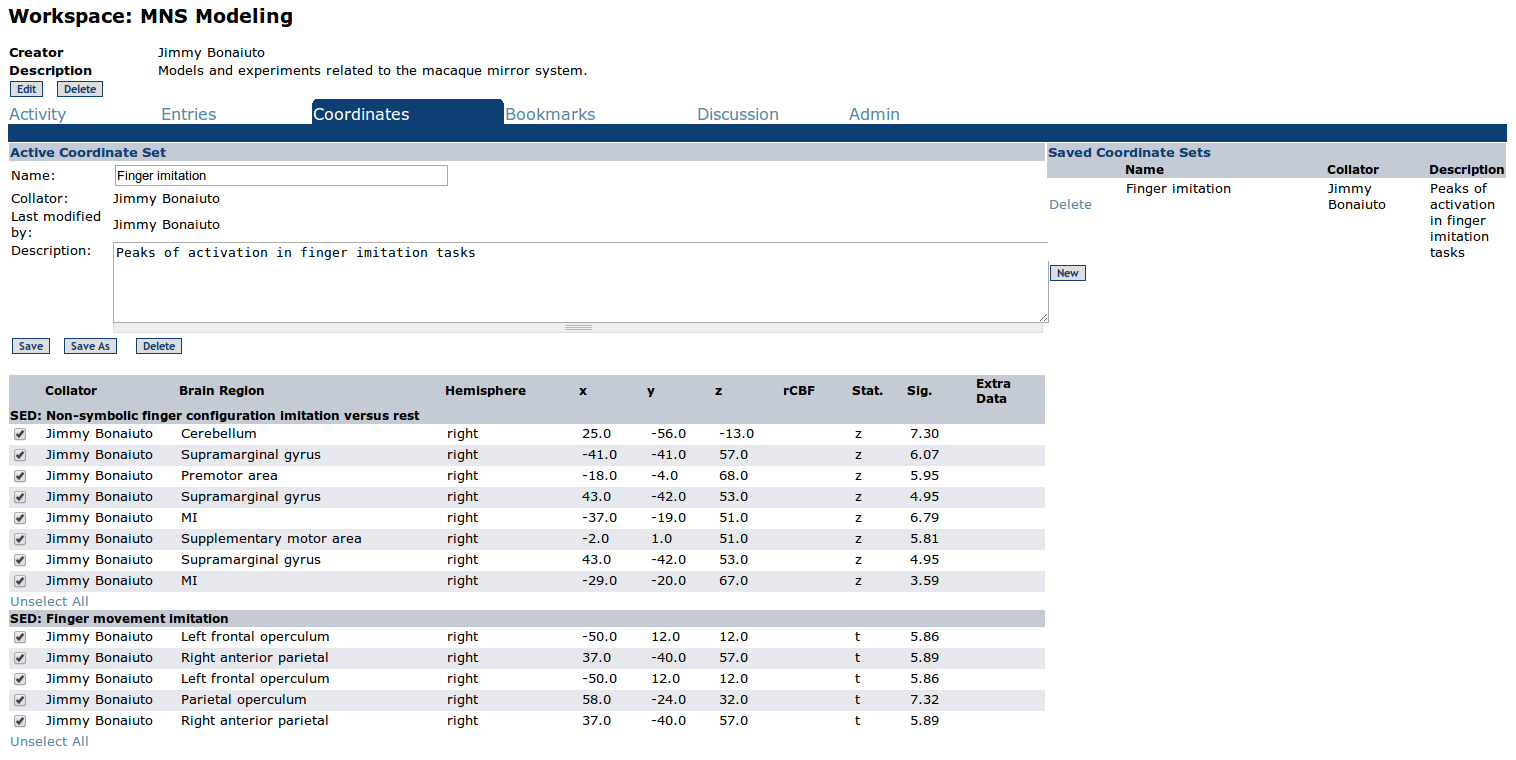 Workspace: MNS Modeling
Creator Jimmy Bonaiuto
Description Models and experiments related to the macaque mirror system.
Edit Delete
Activity Entries Coordinates Bookmarks Discussion Admin
Active Coordinate Set
Name: Finger imitation
Collator: Jimmy Bonaiuto
Last modified
by: Jimmy Bonaiuto
Description: Peaks of activation in finger imitation tasks
Save Save As Delete
Saved Coordinate Sets
Name Collator Description
Delete Finger imitation Jimmy Bonaiuto Peaks of activation in finger imitation tasks
New
Collator Brain Region Hemisphere x y z rCBF Stat. Sig. Extra Data
SED: Non-symbolic finger configuration imitation versus rest
Jimmy Bonaiuto Cerebellum right 25.0 -56.0 -13.0 z 7.30
Jimmy Bonaiuto Supramarginal gyrus right -41.0 -41.0 57.0 z 6.07
Jimmy Bonaiuto Premotor area right -18.0 -4.0 68.0 z 5.95
Jimmy Bonaiuto Supramarginal gyrus right 43.0 -42.0 53.0 z 4.95
Jimmy Bonaiuto MI right -37.0 -19.0 51.0 z 6.79
Jimmy Bonaiuto Supplementary motor area right -2.0 1.0 51.0 z 5.81
Jimmy Bonaiuto Supramarginal gyrus right 43.0 -42.0 53.0 z 4.95
Jimmy Bonaiuto MI right -29.0 -20.0 67.0 z 3.59
Unselect All
SED: Finger movement imitation
Jimmy Bonaiuto Left frontal operculum right -50.0 12.0 12.0 t 5.86
Jimmy Bonaiuto Right anterior parietal right 37.0 -40.0 57.0 t 5.89
Jimmy Bonaiuto Left frontal operculum right -50.0 12.0 12.0 t 5.86
Jimmy Bonaiuto Parietal operculum right 58.0 -24.0 32.0 t 7.32
Jimmy Bonaiuto Right anterior parietal right 37.0 -40.0 57.0 t 5.89
Unselect All